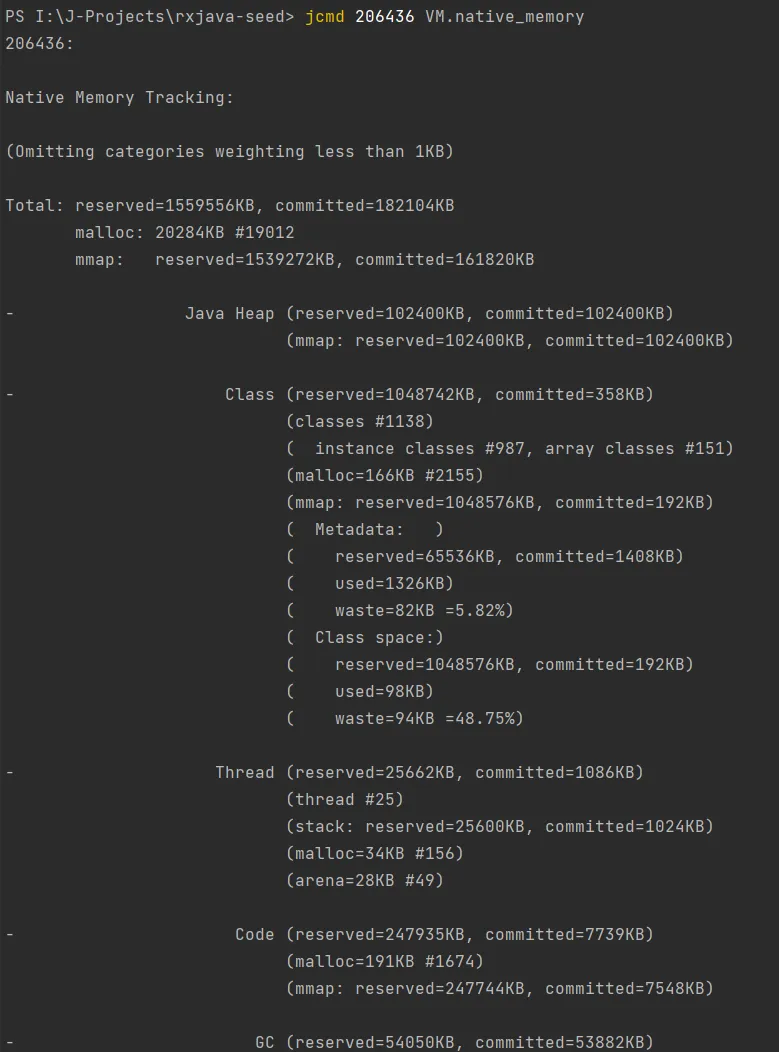 PS I:\J-Projects\rxjava-seed> jcmd 206436 VM.native_memory
206436:
Native Memory Tracking:
(Omitting categories weighting less than 1KB)
Total: reserved=1559556KB, committed=182104KB
malloc: 20284KB #19012
mmap:   reserved=1539272KB, committed=161820KB
-                 Java Heap (reserved=102400KB, committed=102400KB)
(mmap: reserved=102400KB, committed=102400KB)
-                     Class (reserved=1048742KB, committed=358KB)
(classes #1138)
(  instance classes #987, array classes #151)
(malloc=166KB #2155)
(mmap: reserved=1048576KB, committed=192KB)
(  Metadata:   )
(    reserved=65536KB, committed=1408KB)
(    used=1326KB)
(    waste=82KB =5.82%)
(  Class space:)
(    reserved=1048576KB, committed=192KB)
(    used=98KB)
(    waste=94KB =48.75%)
-                    Thread (reserved=25662KB, committed=1086KB)
(thread #25)
(stack: reserved=25600KB, committed=1024KB)
(malloc=34KB #156)
(arena=28KB #49)
-                      Code (reserved=247935KB, committed=7739KB)
(malloc=191KB #1674)
(mmap: reserved=247744KB, committed=7548KB)
-                        GC (reserved=54050KB, committed=53882KB)